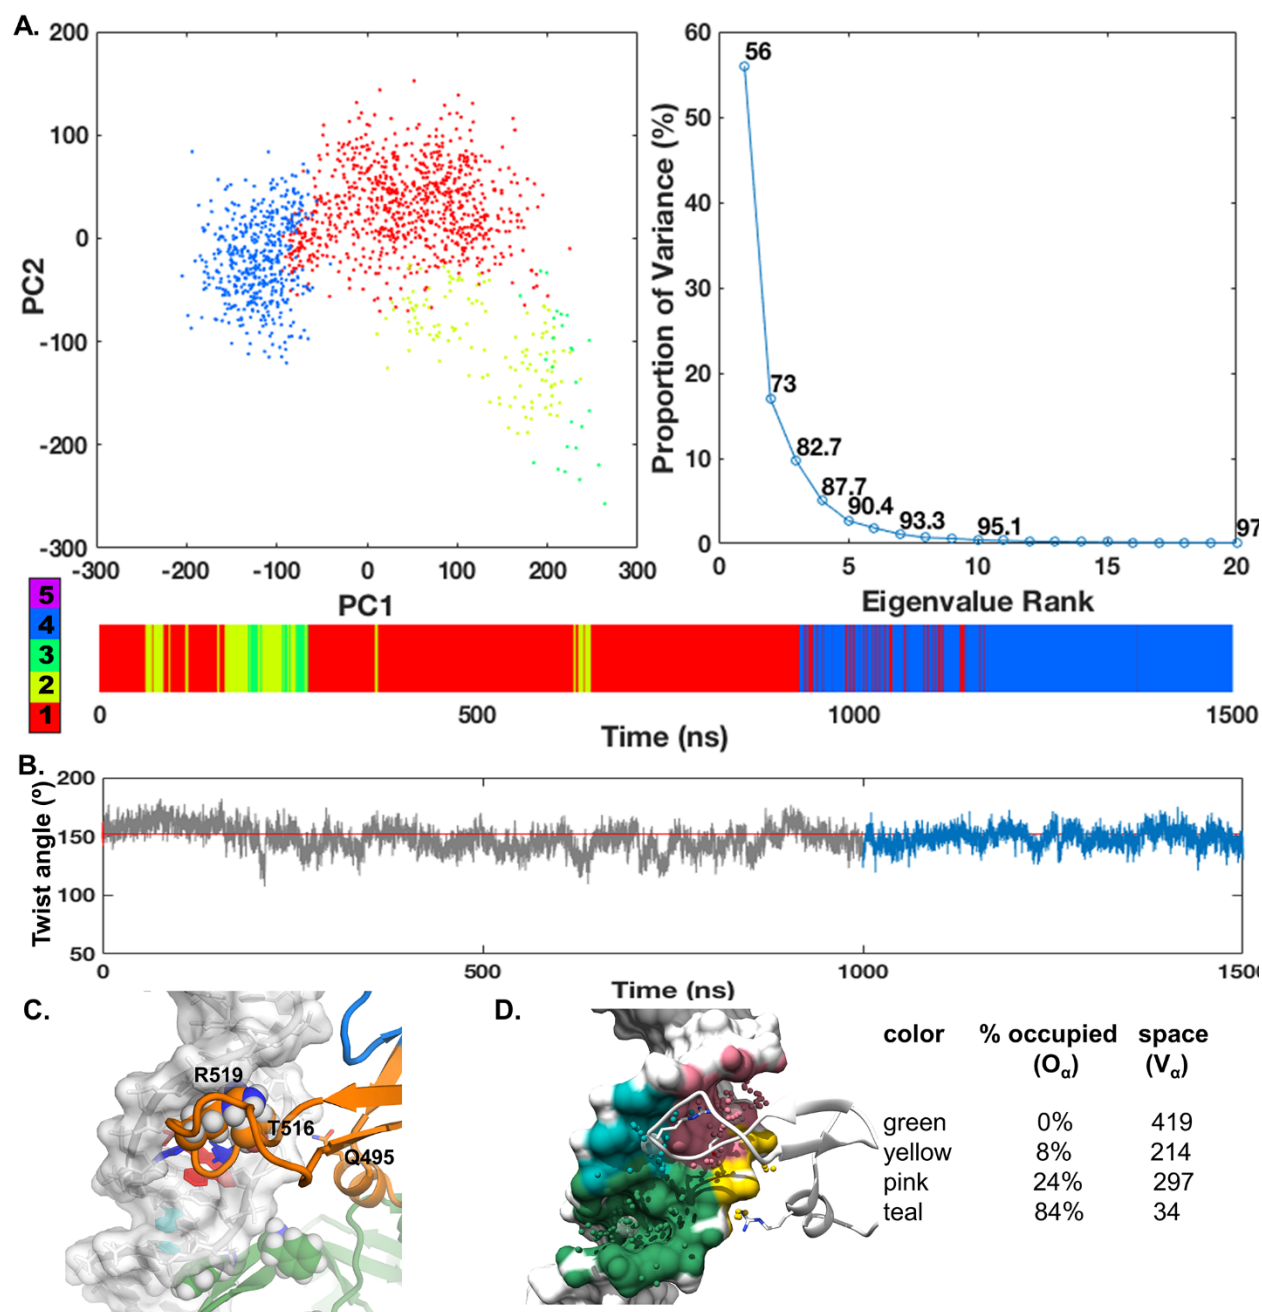 A.
200
100
0
-100
-200
-300
PC2
-300
-200
-100
0
100
200
300
PC1
60
50
40
30
20
10
0
Proportion of Variance (%)
56
73
82.7
87.7
90.4
93.3
95.1
97
0
5
10
15
20
Eigenvalue Rank
5
4
3
2
1
0
500
1000
1500
Time (ns)
B.
200
150
100
50
Twist angle (º)
0
500
1000
150
Time (ns)
C.
R519
T516
Q495
D.
color % occupied space
(Oα) (Vα)
green 0% 419
yellow 8% 214
pink 24% 297
teal 84% 34